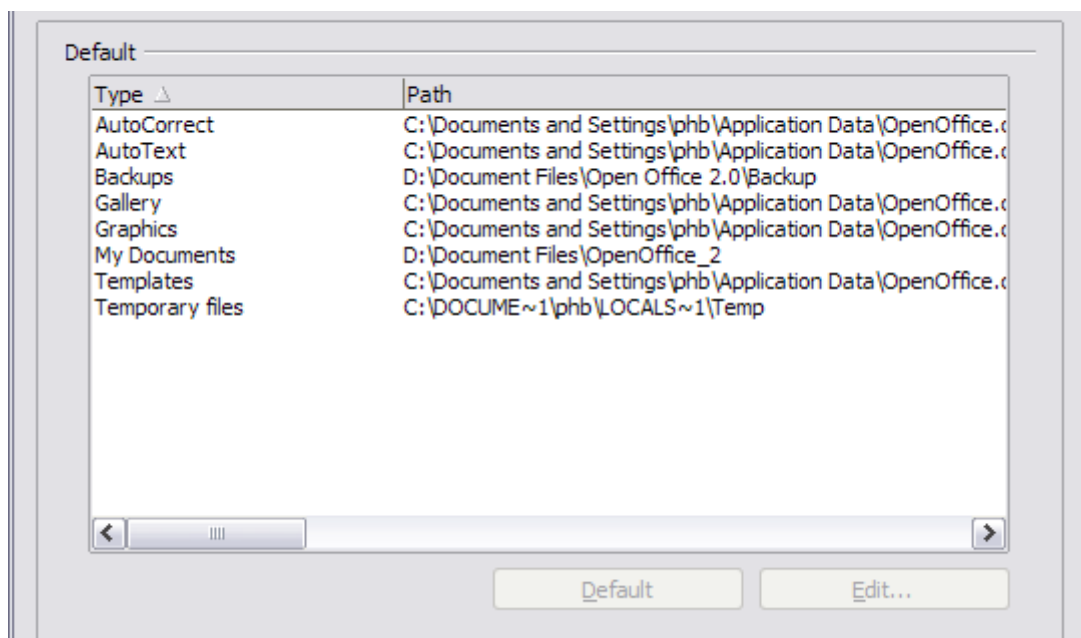 Default
Type Path
AutoCorrect C:\Documents and Settings\phb\Application Data\OpenOffice.
AutoText C:\Documents and Settings\phb\Application Data\OpenOffice.
Backups D:\Document Files\Open Office 2.0\Backup
Gallery C:\Documents and Settings\phb\Application Data\OpenOffice.
Graphics C:\Documents and Settings\phb\Application Data\OpenOffice.
My Documents D:\Document Files\OpenOffice_2
Templates C:\Documents and Settings\phb\Application Data\OpenOffice.
Temporary files C:\DOCUME~1\phb\LOCALS~1\Temp
Default Edit...